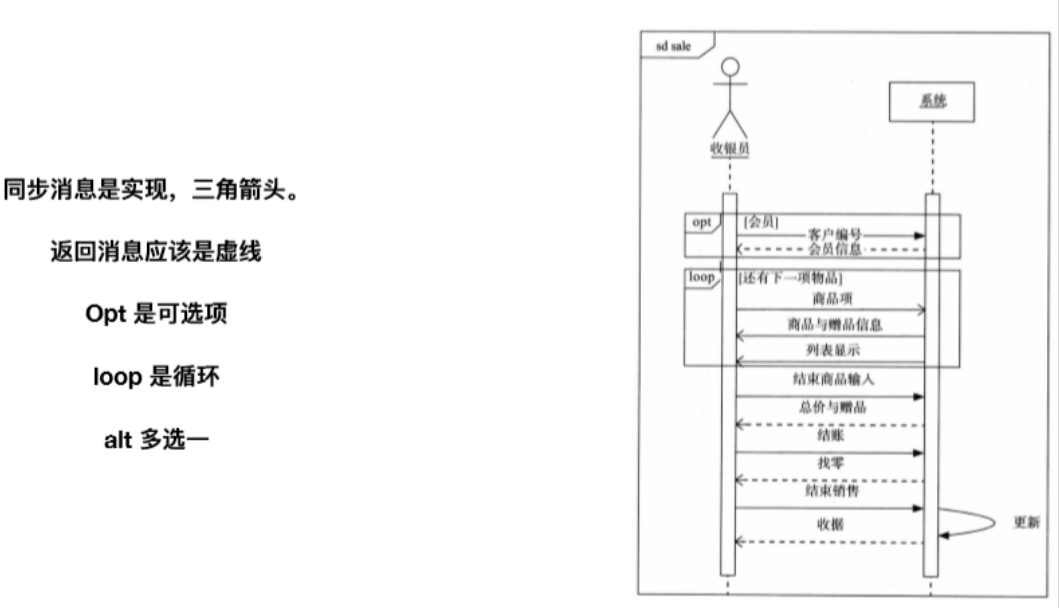 同步消息是实现，三角箭头。
返回消息应该是虚线
Opt 是可选项
loop 是循环
alt 多选一
sd sale
收银员
系统
opt
[会员]
客户编号
会员信息
loop
[还有下一项物品]
商品项
商品与赠品信息
列表显示
结束商品输入
总价与赠品
结账
找零
结束销售
更新
收据